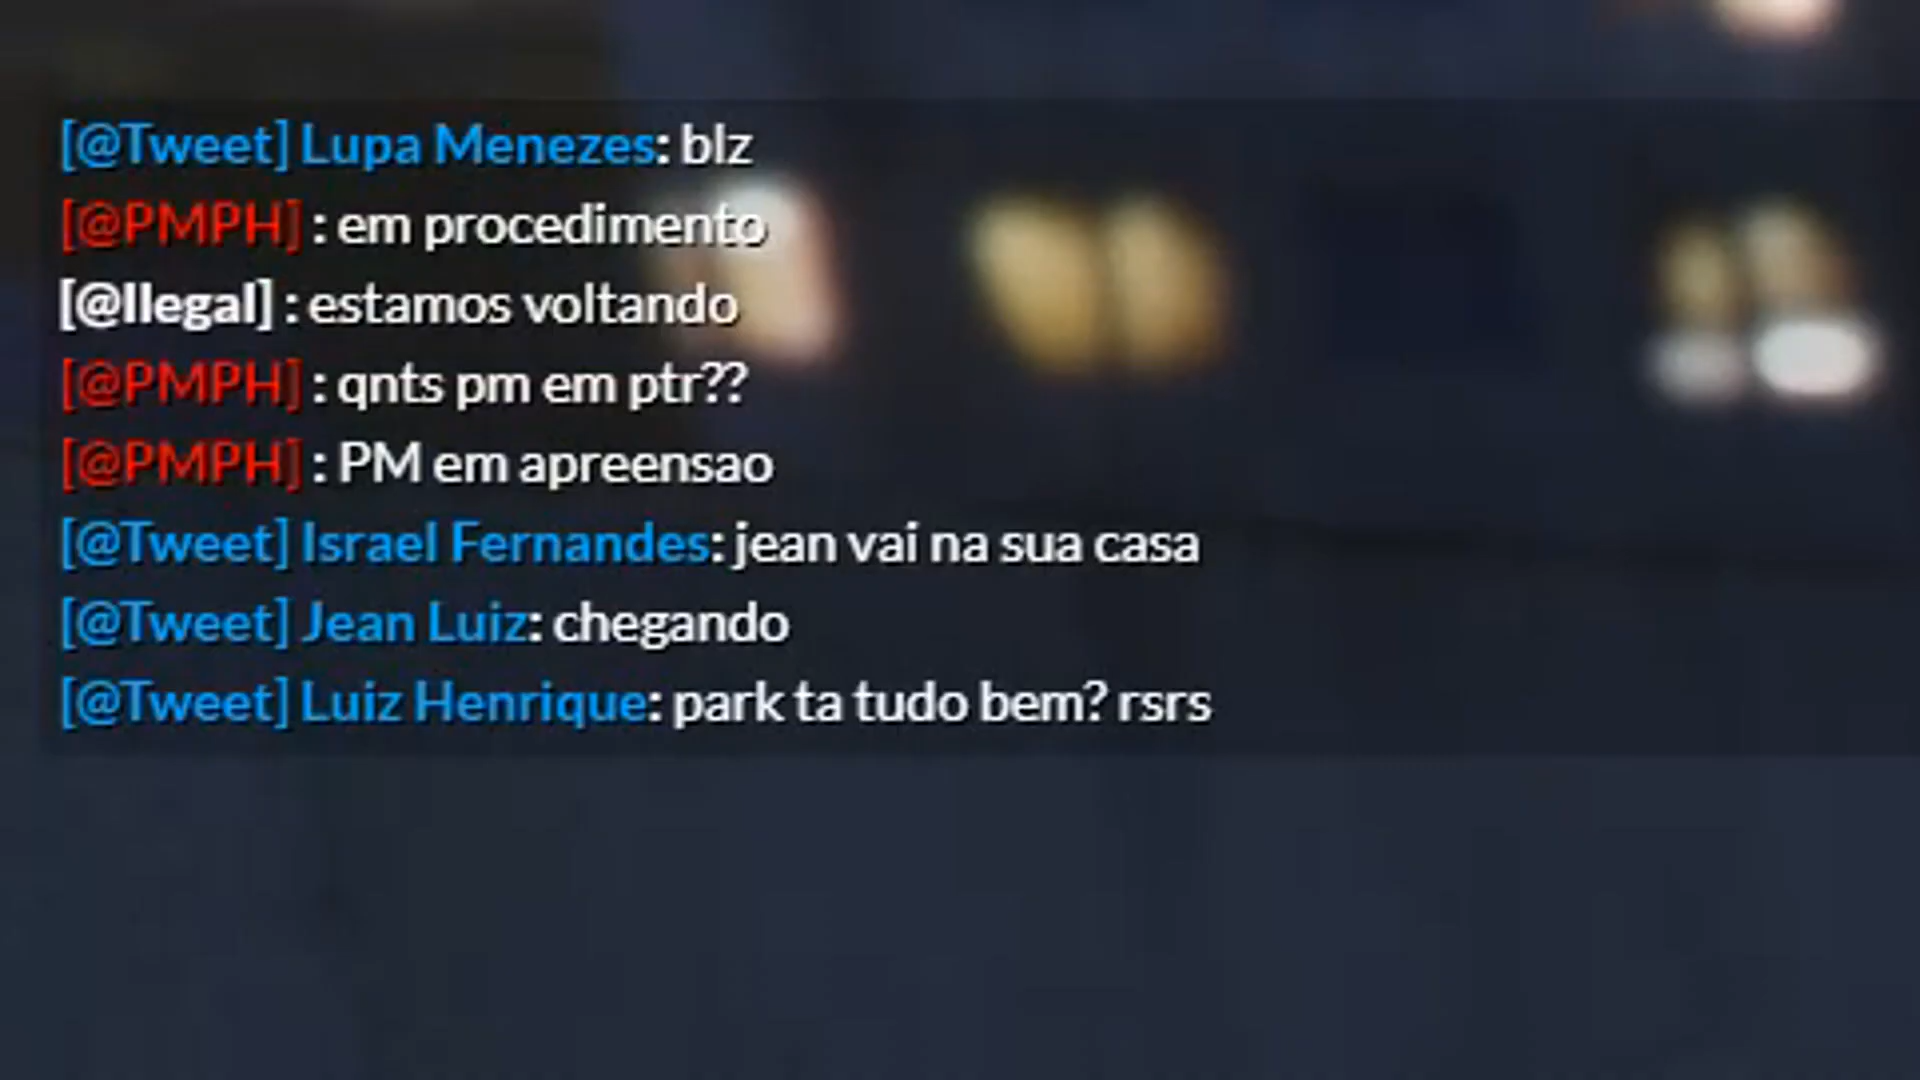 [@Tweet] Lupa Menezes: blz
[@PMPH] : em procedimento
[@Ilegal] : estamos voltando
[@PMPH] : qnts pm em ptr??
[@PMPH] : PM em apreensao
[@Tweet] Israel Fernandes: jean vai na sua casa
[@Tweet] Jean Luiz: chegando
[@Tweet] Luiz Henrique: park ta tudo bem? rsrs